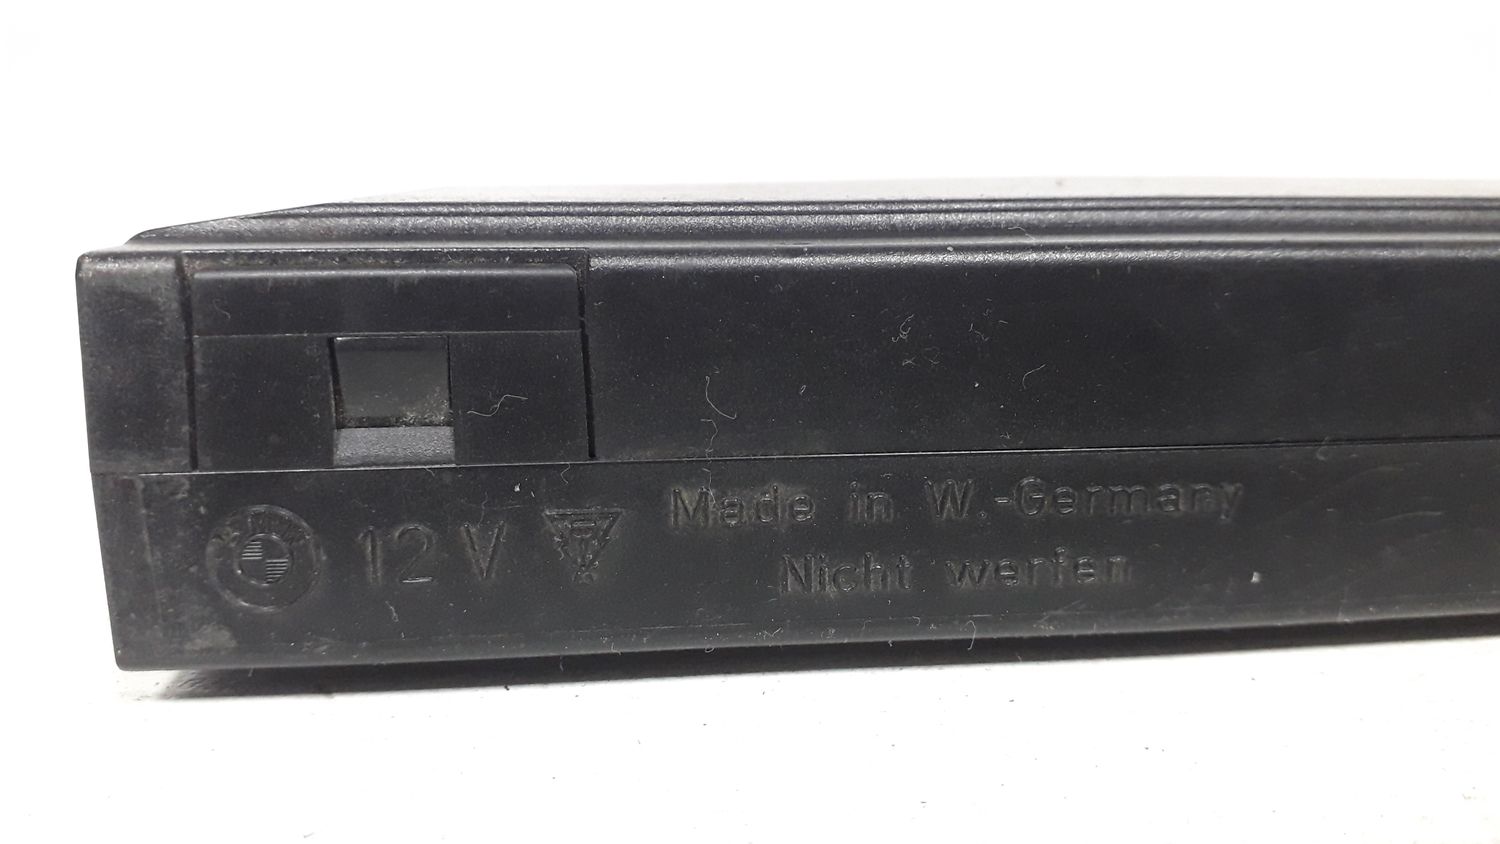 12 V
Made in W.-Germany
Nicht werfen